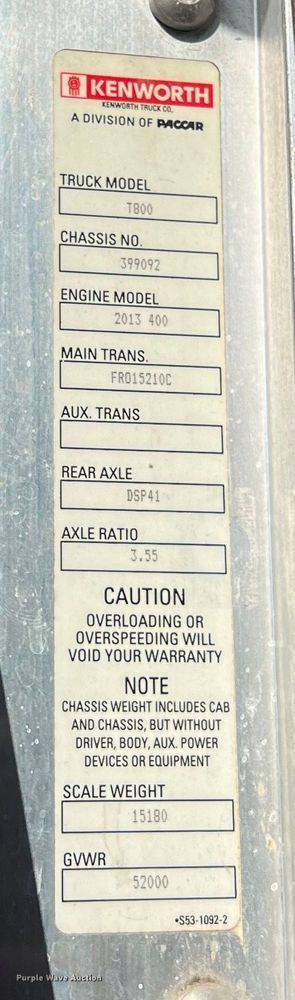 KENWORTH
KENWORTH TRUCK CO.
A DIVISION OF PACCAR
TRUCK MODEL
T800
CHASSIS NO.
399092
ENGINE MODEL
2013 400
MAIN TRANS.
FRO15210C
AUX. TRANS
REAR AXLE
DSP41
AXLE RATIO
3.55
CAUTION
OVERLOADING OR
OVERSPEEDING WILL
VOID YOUR WARRANTY
NOTE
CHASSIS WEIGHT INCLUDES CAB
AND CHASSIS, BUT WITHOUT
DRIVER, BODY, AUX. POWER
DEVICES OR EQUIPMENT
SCALE WEIGHT
15180
GVWR
52000
•S53-1092-2
Purple Wave Auction